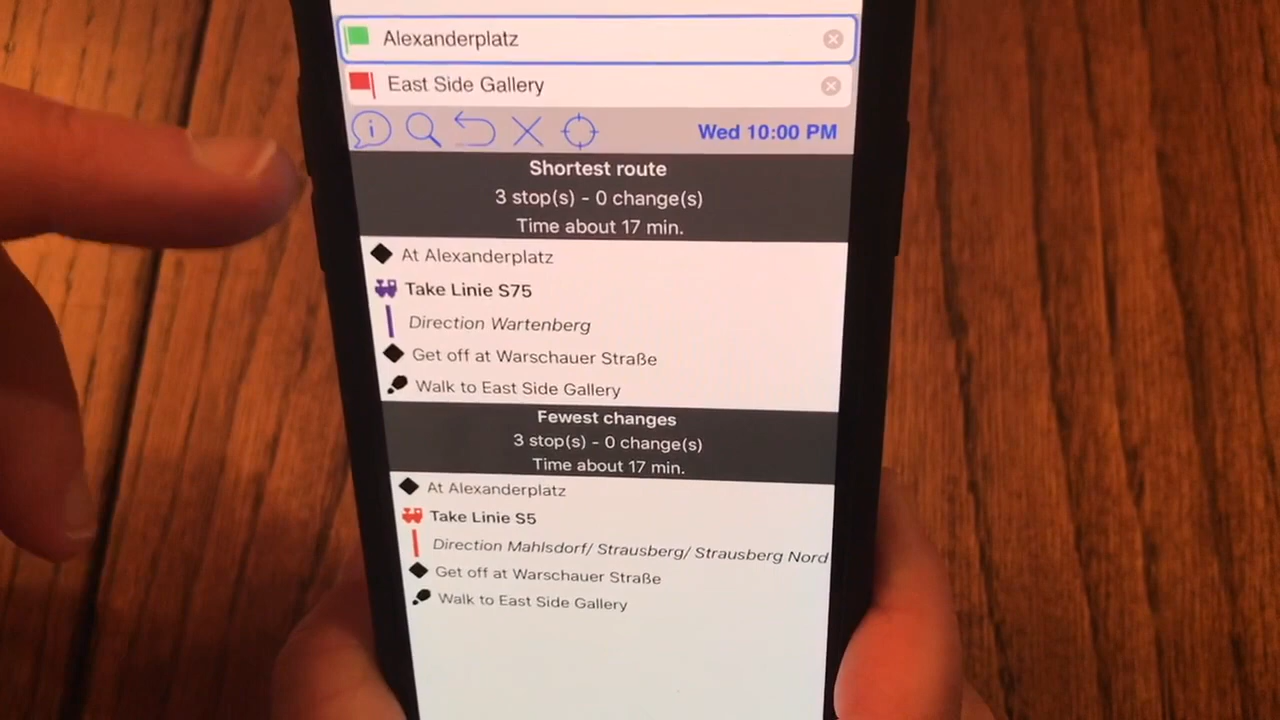 Alexanderplatz
East Side Gallery
Wed 10:00 PM
Shortest route
3 stop(s) - 0 change(s)
Time about 17 min.
At Alexanderplatz
Take Linie S75
Direction Wartenberg
Get off at Warschauer Straße
Walk to East Side Gallery
Fewest changes
3 stop(s) - 0 change(s)
Time about 17 min.
At Alexanderplatz
Take Linie S5
Direction Mahlsdorf/ Strausberg/ Strausberg Nord
Get off at Warschauer Straße
Walk to East Side Gallery